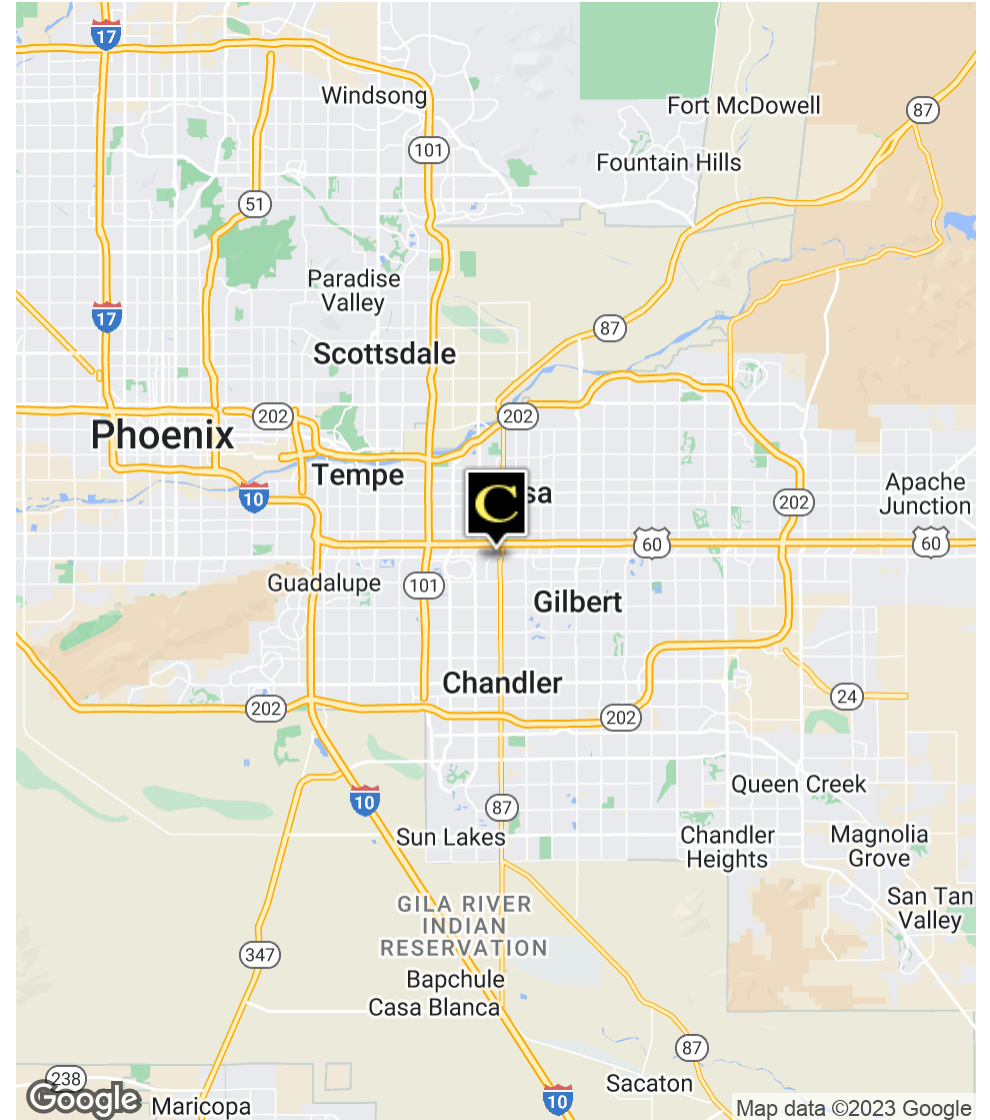 17
Windsong
Fort McDowell
87
101
Fountain Hills
51
Paradise
Valley
17
87
Scottsdale
202
202
Phoenix
Tempe
Apache
Junction
C
sa
10
202
60
60
Guadalupe
101
Gilbert
Chandler
24
202
202
Queen Creek
10
87
Sun Lakes
Chandler
Heights
Magnolia
Grove
San Tan
Valley
GILA RIVER
INDIAN
RESERVATION
347
Bapchule
Casa Blanca
87
238
Sacaton
Google
Maricopa
10
Map data ©2023 Google